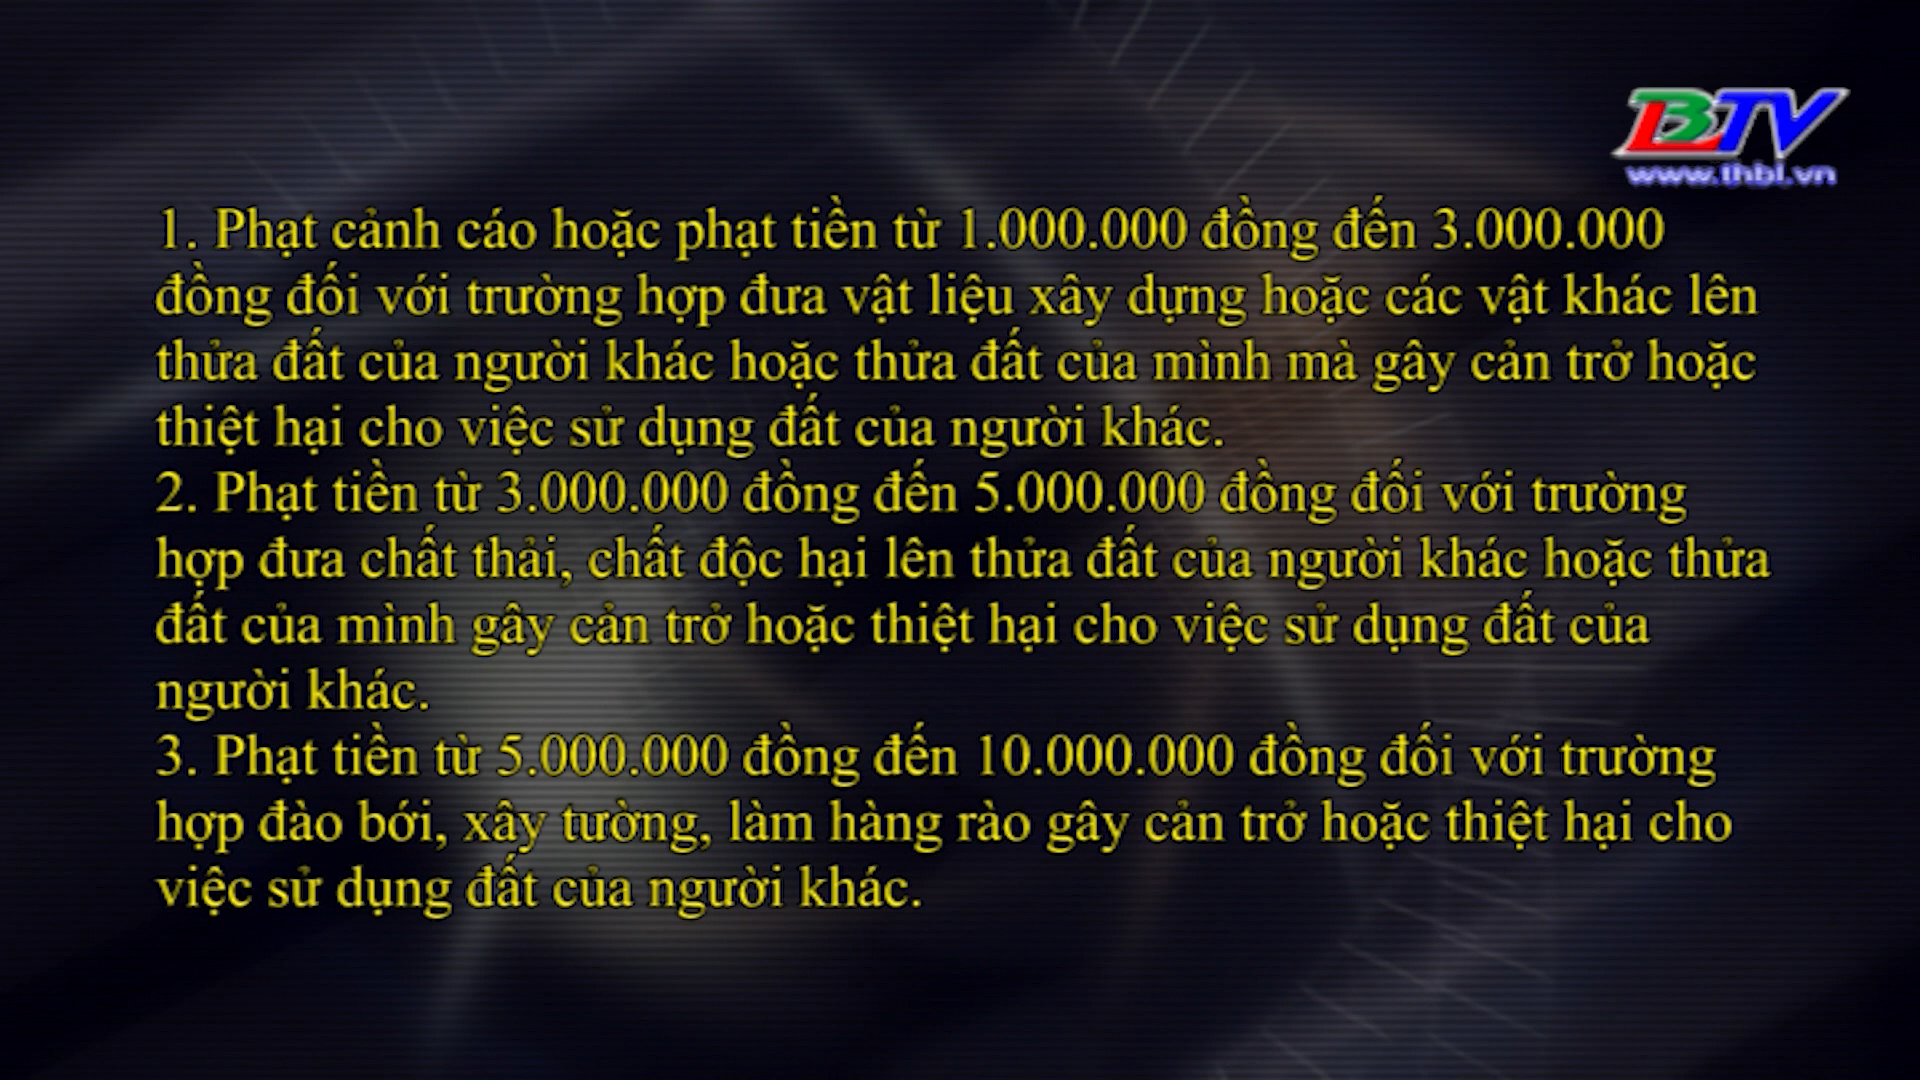 BTV
www.thbl.vn
1. Phạt cảnh cáo hoặc phạt tiền từ 1.000.000 đồng đến 3.000.000
đồng đối với trường hợp đưa vật liệu xây dựng hoặc các vật khác lên
thửa đất của người khác hoặc thửa đất của mình mà gây cản trở hoặc
thiệt hại cho việc sử dụng đất của người khác.
2. Phạt tiền từ 3.000.000 đồng đến 5.000.000 đồng đối với trường
hợp đưa chất thải, chất độc hại lên thửa đất của người khác hoặc thửa
đất của mình gây cản trở hoặc thiệt hại cho việc sử dụng đất của
người khác.
3. Phạt tiền từ 5.000.000 đồng đến 10.000.000 đồng đối với trường
hợp đào bới, xây tường, làm hàng rào gây cản trở hoặc thiệt hại cho
việc sử dụng đất của người khác.